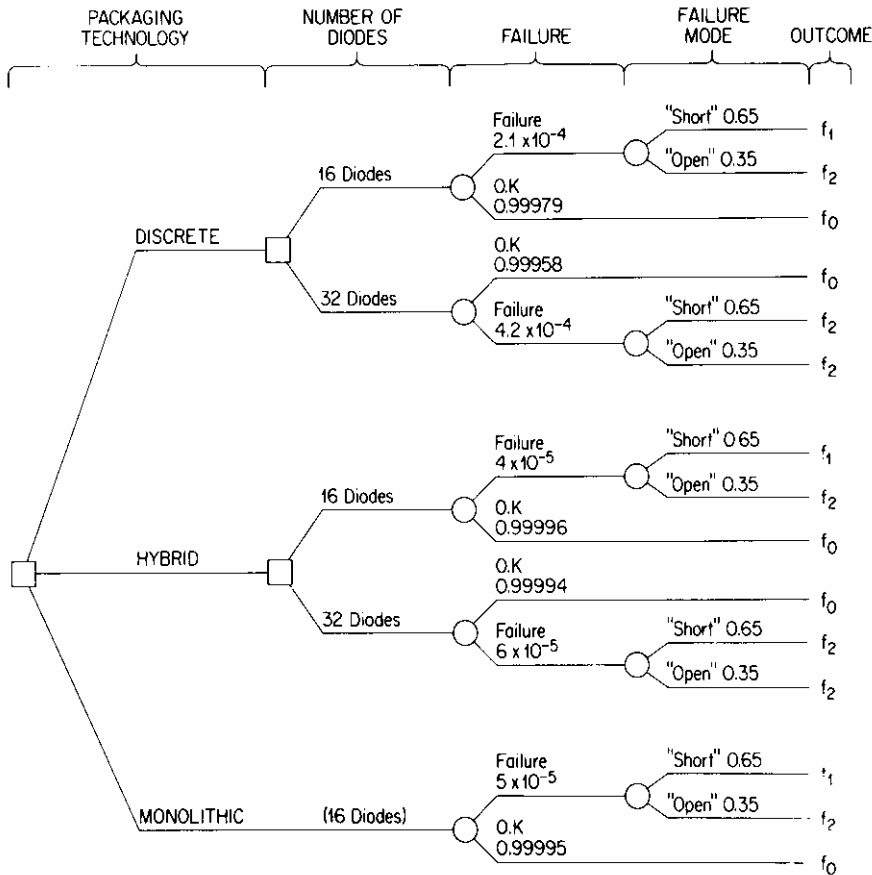 PACKAGING TECHNOLOGY
NUMBER OF DIODES
FAILURE
FAILURE MODE
OUTCOME
Failure
2.1 x10⁻⁴
"Short" 0.65
f₁
"Open" 0.35
f₂
16 Diodes
O.K
0.99979
f₀
DISCRETE
O.K
0.99958
f₀
32 Diodes
Failure
4.2 x10⁻⁴
"Short" 0.65
f₂
"Open" 0.35
f₂
Failure
4 x10⁻⁵
"Short" 0.65
f₁
"Open" 0.35
f₂
16 Diodes
O.K
0.99996
f₀
HYBRID
O.K
0.99994
f₀
32 Diodes
Failure
6 x10⁻⁵
"Short" 0.65
f₂
"Open" 0.35
f₂
Failure
5 x10⁻⁵
"Short" 0.65
f₁
"Open" 0.35
f₂
MONOLITHIC
(16 Diodes)
O.K
0.99995
f₀